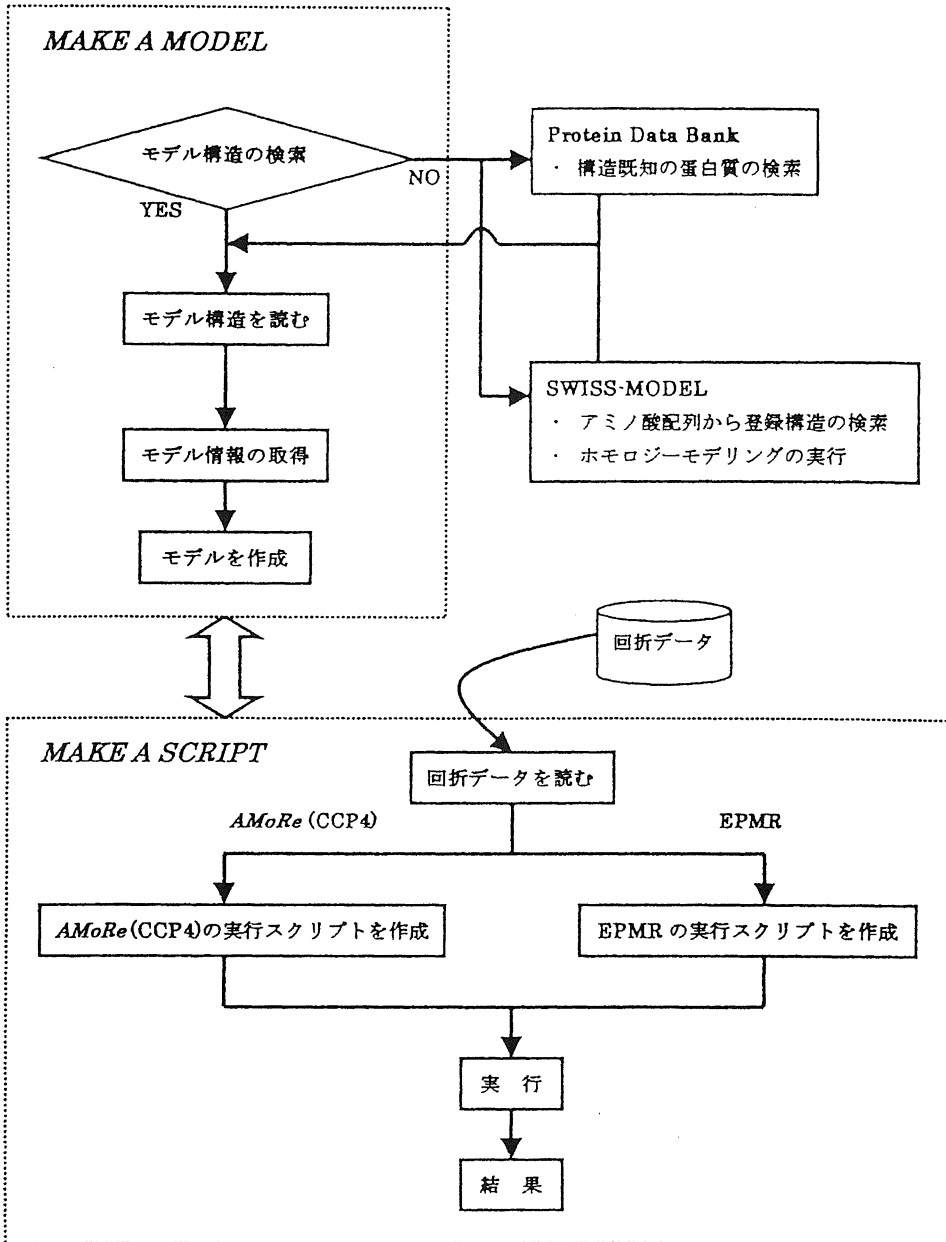 MAKE A MODEL
モデル構造の検索
NO
YES
Protein Data Bank
・ 構造既知の蛋白質の検索
モデル構造を読む
SWISS-MODEL
・ アミノ酸配列から登録構造の検索
・ ホモロジーモデリングの実行
モデル情報の取得
モデルを作成
回折データ
MAKE A SCRIPT
回折データを読む
AMoRe (CCP4)
EPMR
AMoRe(CCP4)の実行スクリプトを作成
EPMR の実行スクリプトを作成
実 行
結 果